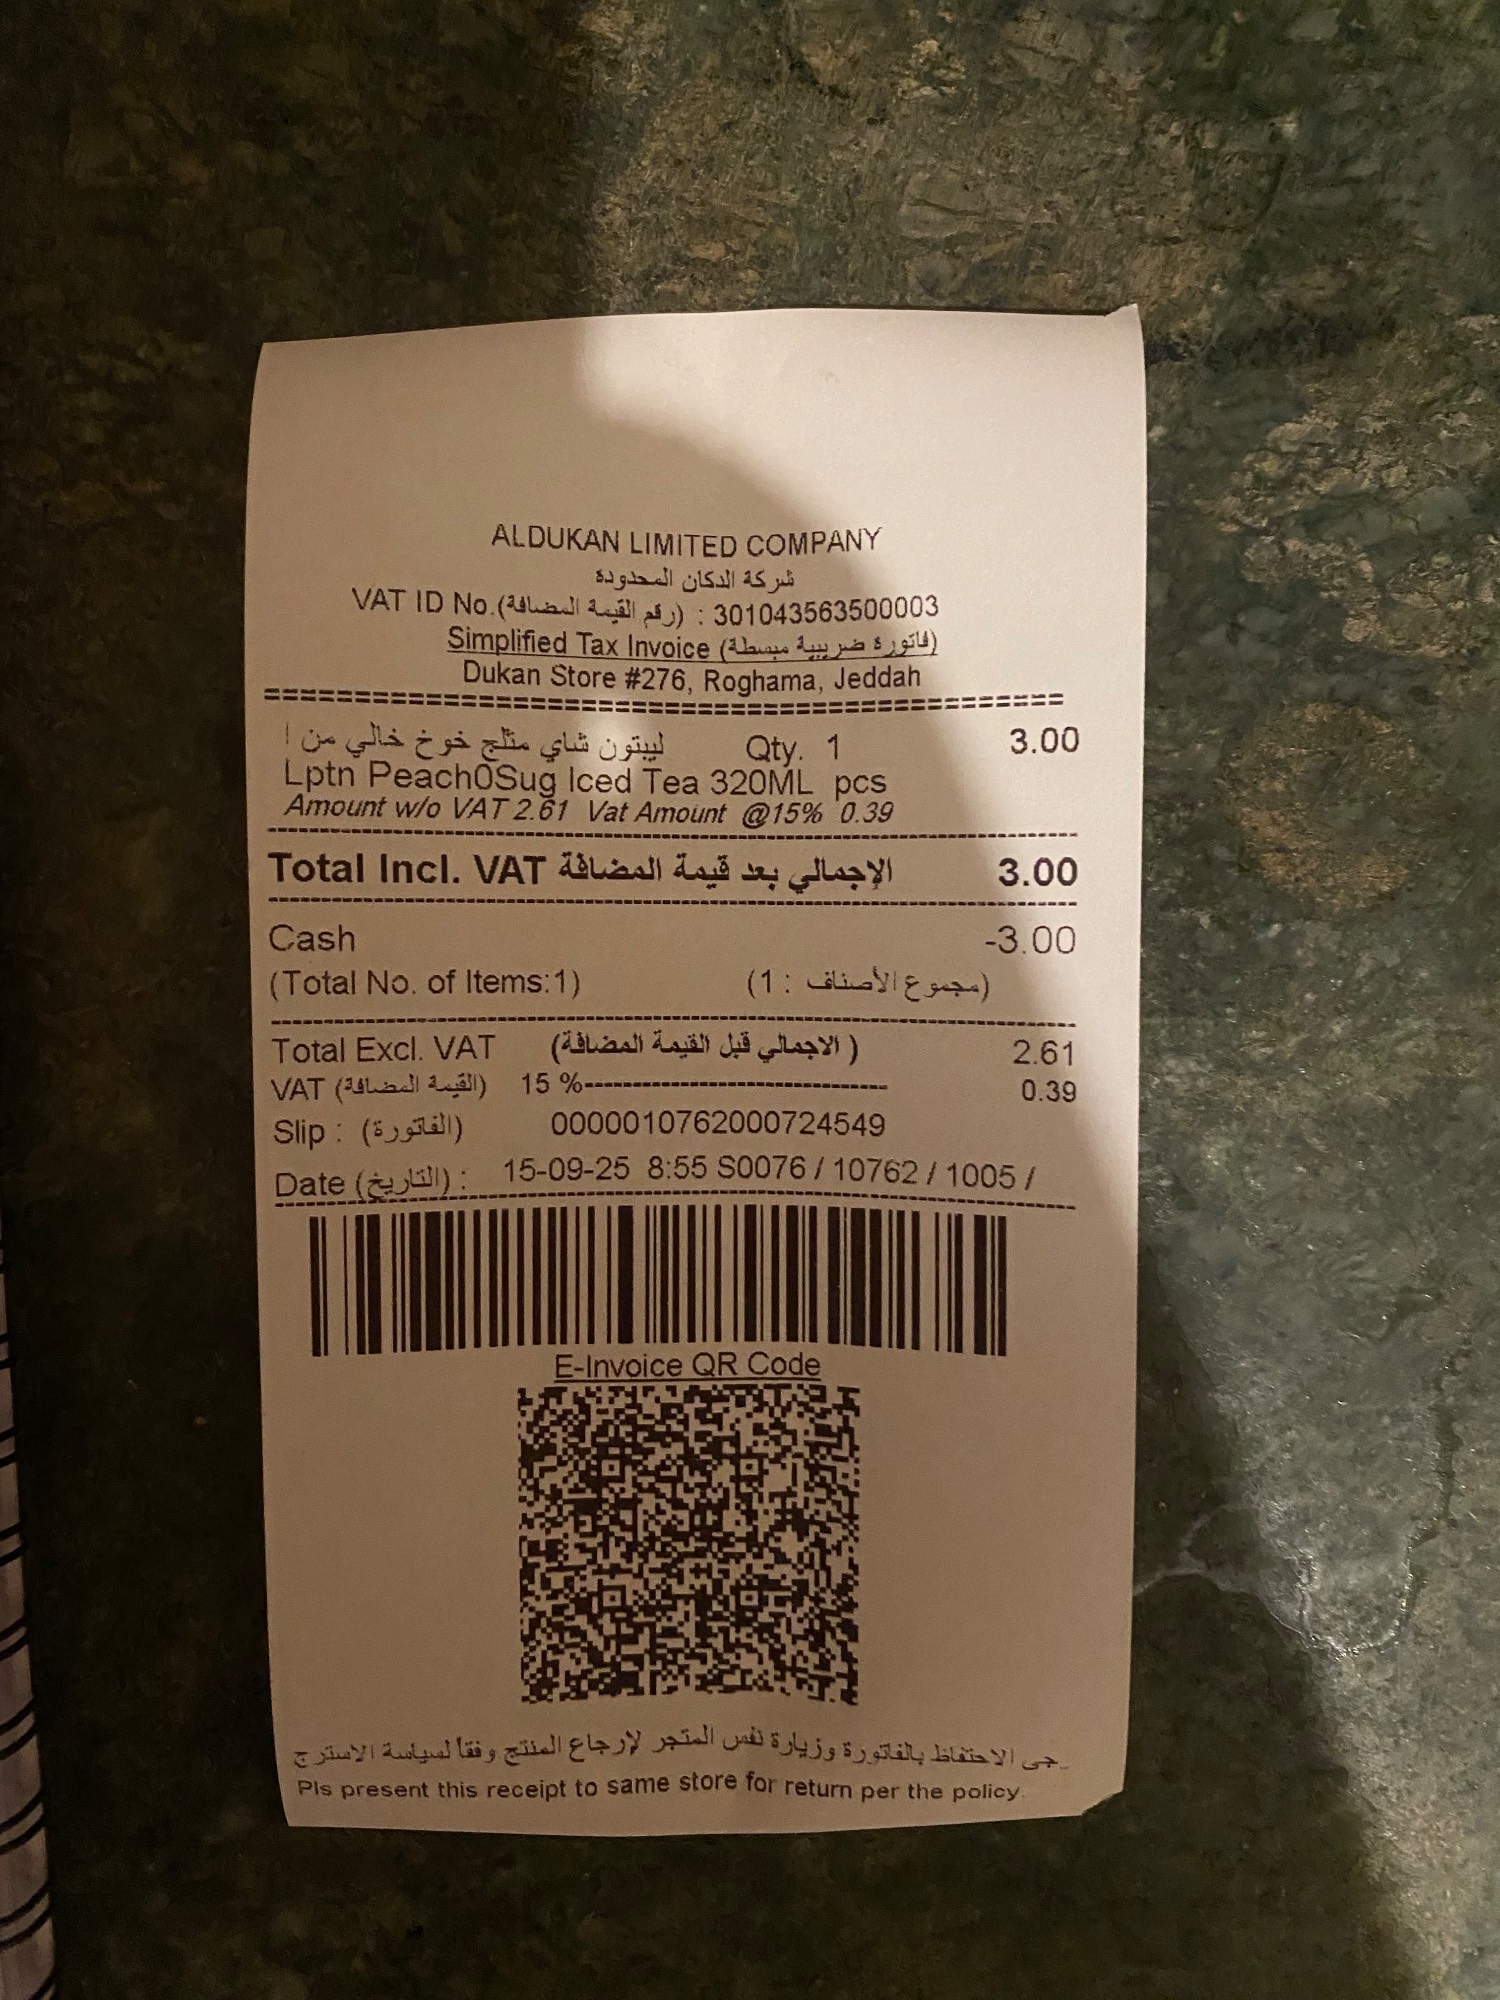 ALDUKAN LIMITED COMPANY
شركة الدكان المحدودة
VAT ID No.(رقم القيمة المضافة) : 301043563500003
Simplified Tax Invoice (فاتورة ضريبية مبسطة)
Dukan Store #276, Roghama, Jeddah
ليبتون شاي مثلج خوخ خالي من ا Qty. 1 3.00
Lptn Peach0Sug Iced Tea 320ML pcs
Amount w/o VAT 2.61 Vat Amount @15% 0.39
Total Incl. VAT الإجمالي بعد قيمة المضافة 3.00
Cash -3.00
(Total No. of Items:1) (مجموع الأصناف : 1)
Total Excl. VAT (الاجمالي قبل القيمة المضافة ) 2.61
VAT (القيمة المضافة) 15 %------------------------------------ 0.39
Slip : (الفاتورة) 0000010762000724549
Date (التاريخ) : 15-09-25 8:55 S0076 / 10762 / 1005 /
E-Invoice QR Code
جى الاحتفاظ بالفاتورة وزيارة نفس المتجر لإرجاع المنتج وفقاً لسياسة الاسترج
Pls present this receipt to same store for return per the policy.